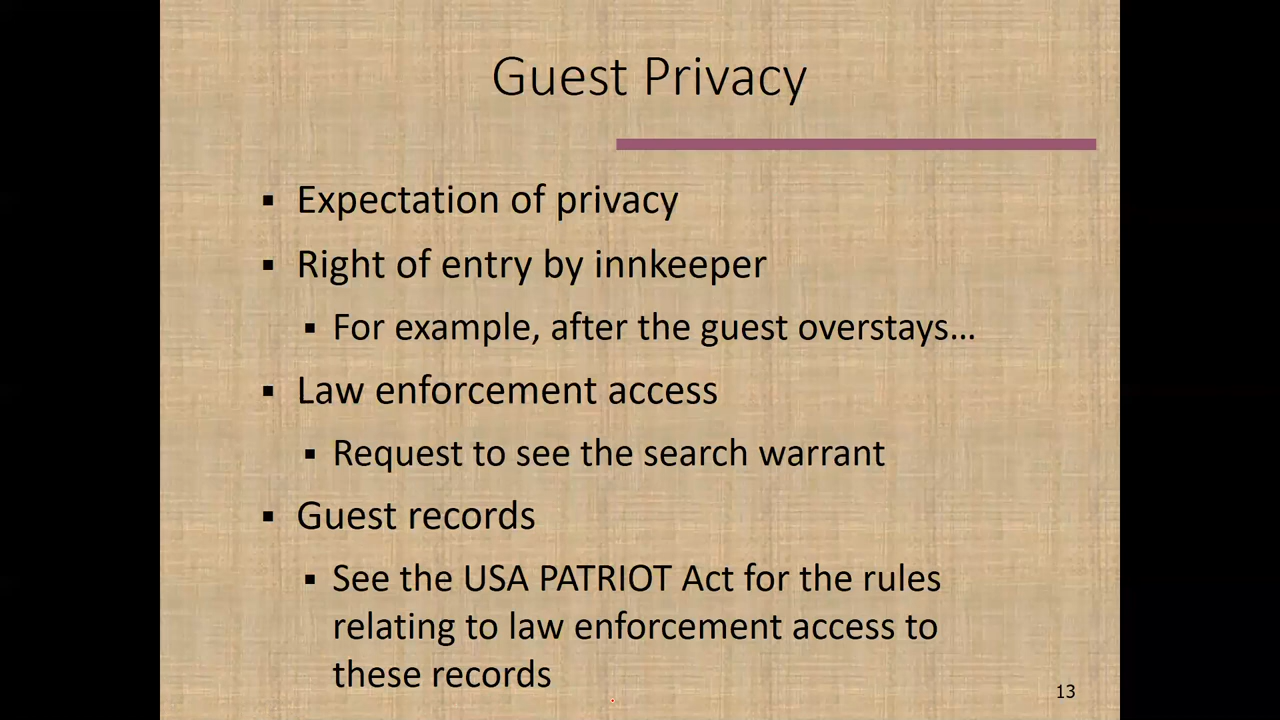 Guest Privacy
▪ Expectation of privacy
▪ Right of entry by innkeeper
▪ For example, after the guest overstays…
▪ Law enforcement access
▪ Request to see the search warrant
▪ Guest records
▪ See the USA PATRIOT Act for the rules
relating to law enforcement access to
these records
13